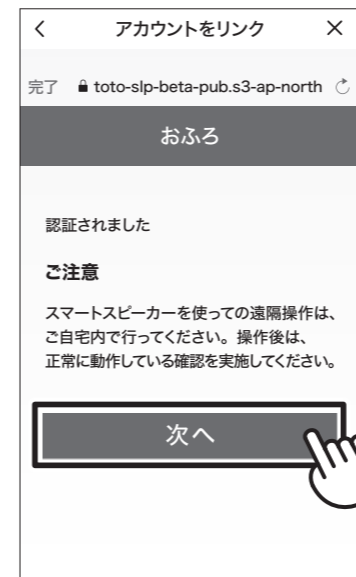 アカウントをリンク
完了 toto-slp-beta-pub.s3-ap-north
おふろ
認証されました
ご注意
スマートスピーカーを使っての遠隔操作は、
ご自宅内で行ってください。操作後は、
正常に動作している確認を実施してください。
次へ